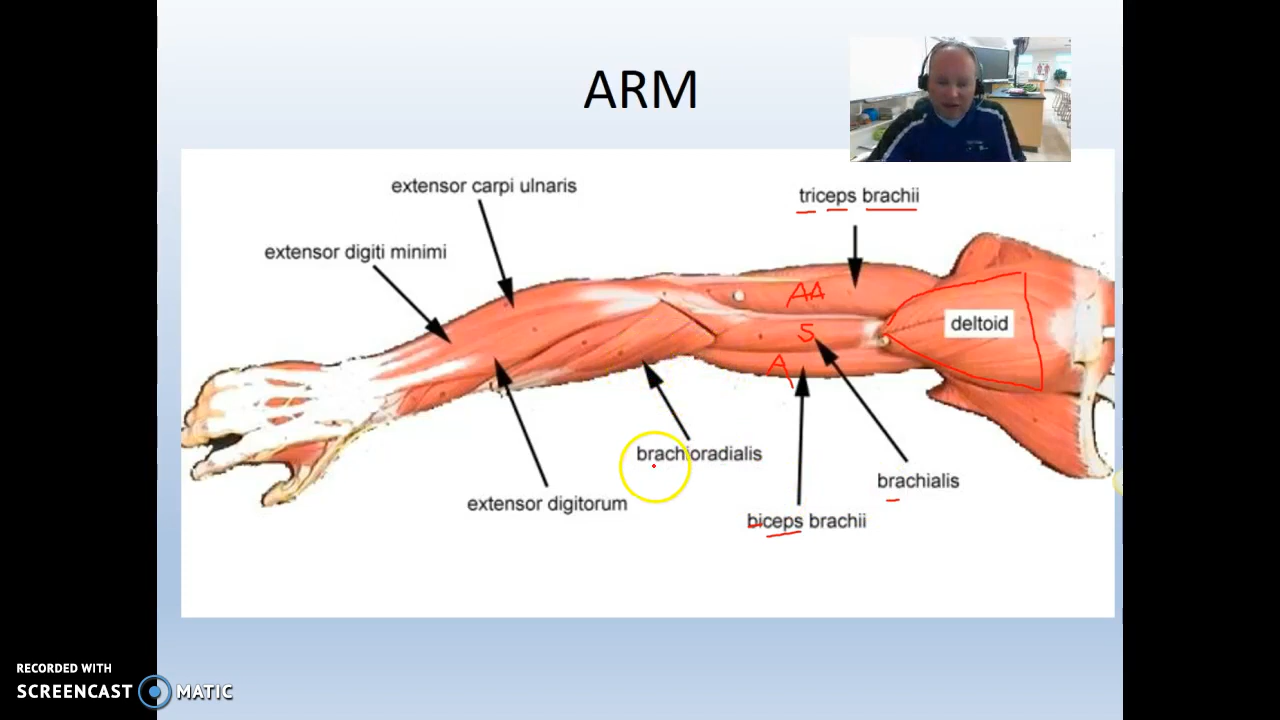 ARM
extensor carpi ulnaris
triceps brachii
extensor digiti minimi
AA
deltoid
S
A
brachioradialis
brachialis
extensor digitorum
biceps brachii
RECORDED WITH
SCREENCAST MATIC